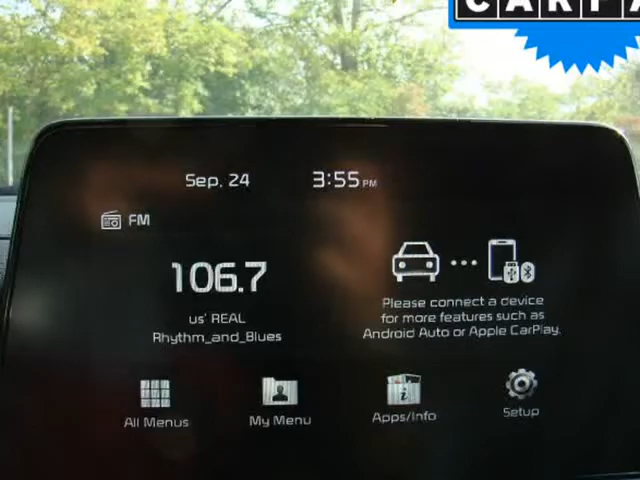 CARFA
Sep. 24
3:55 PM
FM
106.7
us' REAL
Rhythm_and_Blues
Please connect a device
for more features such as
Android Auto or Apple CarPlay.
All Menus
My Menu
Apps/Info
Setup